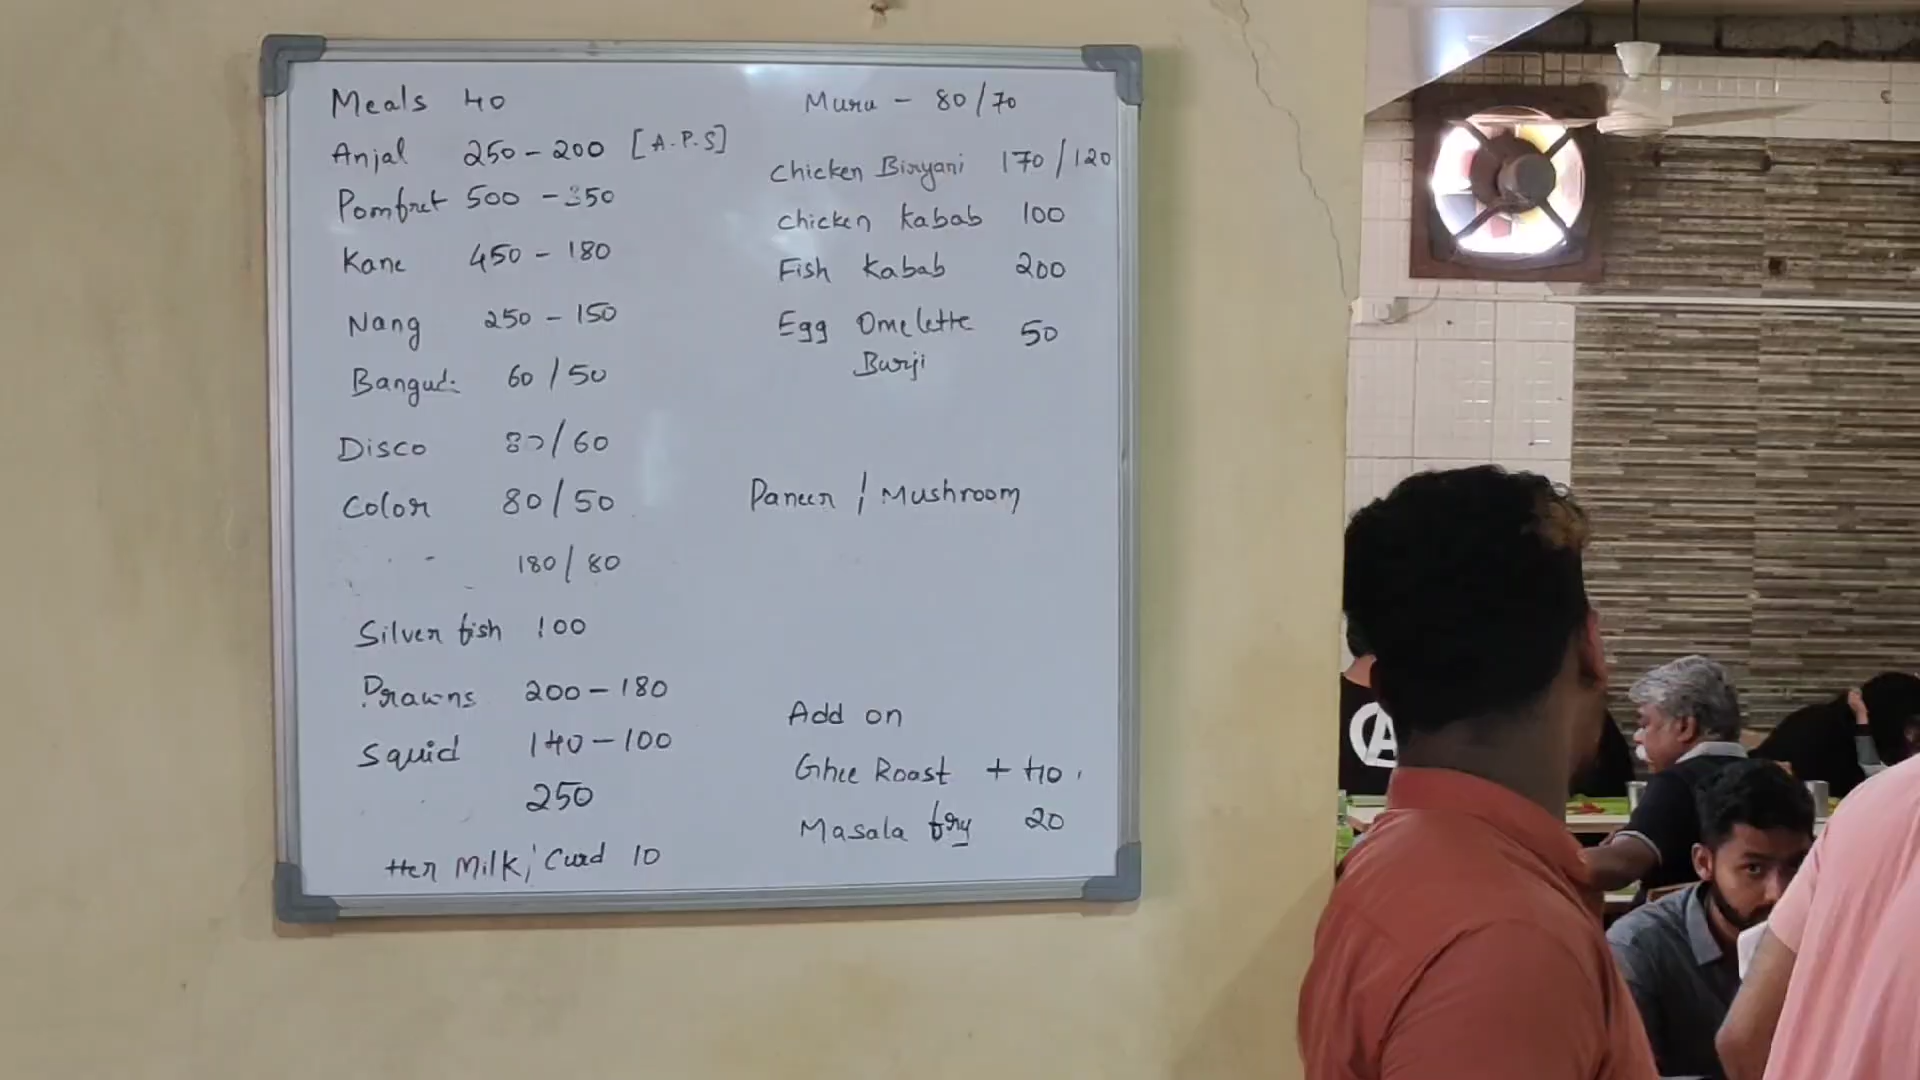 Meals 40
Anjal 250 - 200 [A.P.S]
Pomfret 500 - 350
Kane 450 - 180
Nang 250 - 150
Bangud
60 / 50
Disco 80/60
Color 80/50
180/80
Silver fish 100
Prawns 200 - 180
Squid 140 - 100
250
Milk, Curd 10
Muru - 80/70
Chicken Biryani 170/120
Chicken Kabab 100
Fish Kabab 200
Egg Omelette 50
Burji
Paneer / Mushroom
Add on
Ghee Roast + 40
Masala fry 20